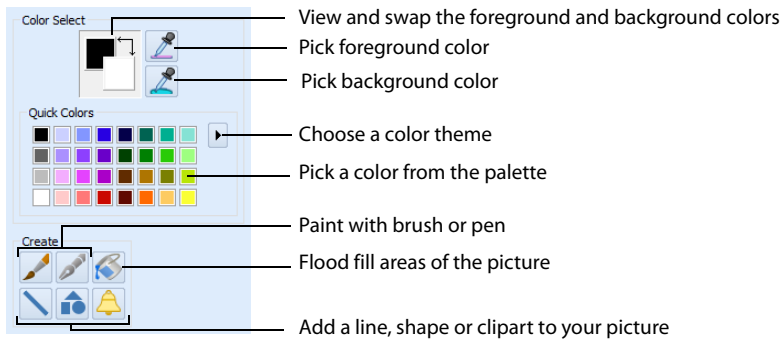 Color Select
View and swap the foreground and background colors
Pick foreground color
Pick background color
Quick Colors
Choose a color theme
Pick a color from the palette
Paint with brush or pen
Create
Flood fill areas of the picture
Add a line, shape or clipart to your picture